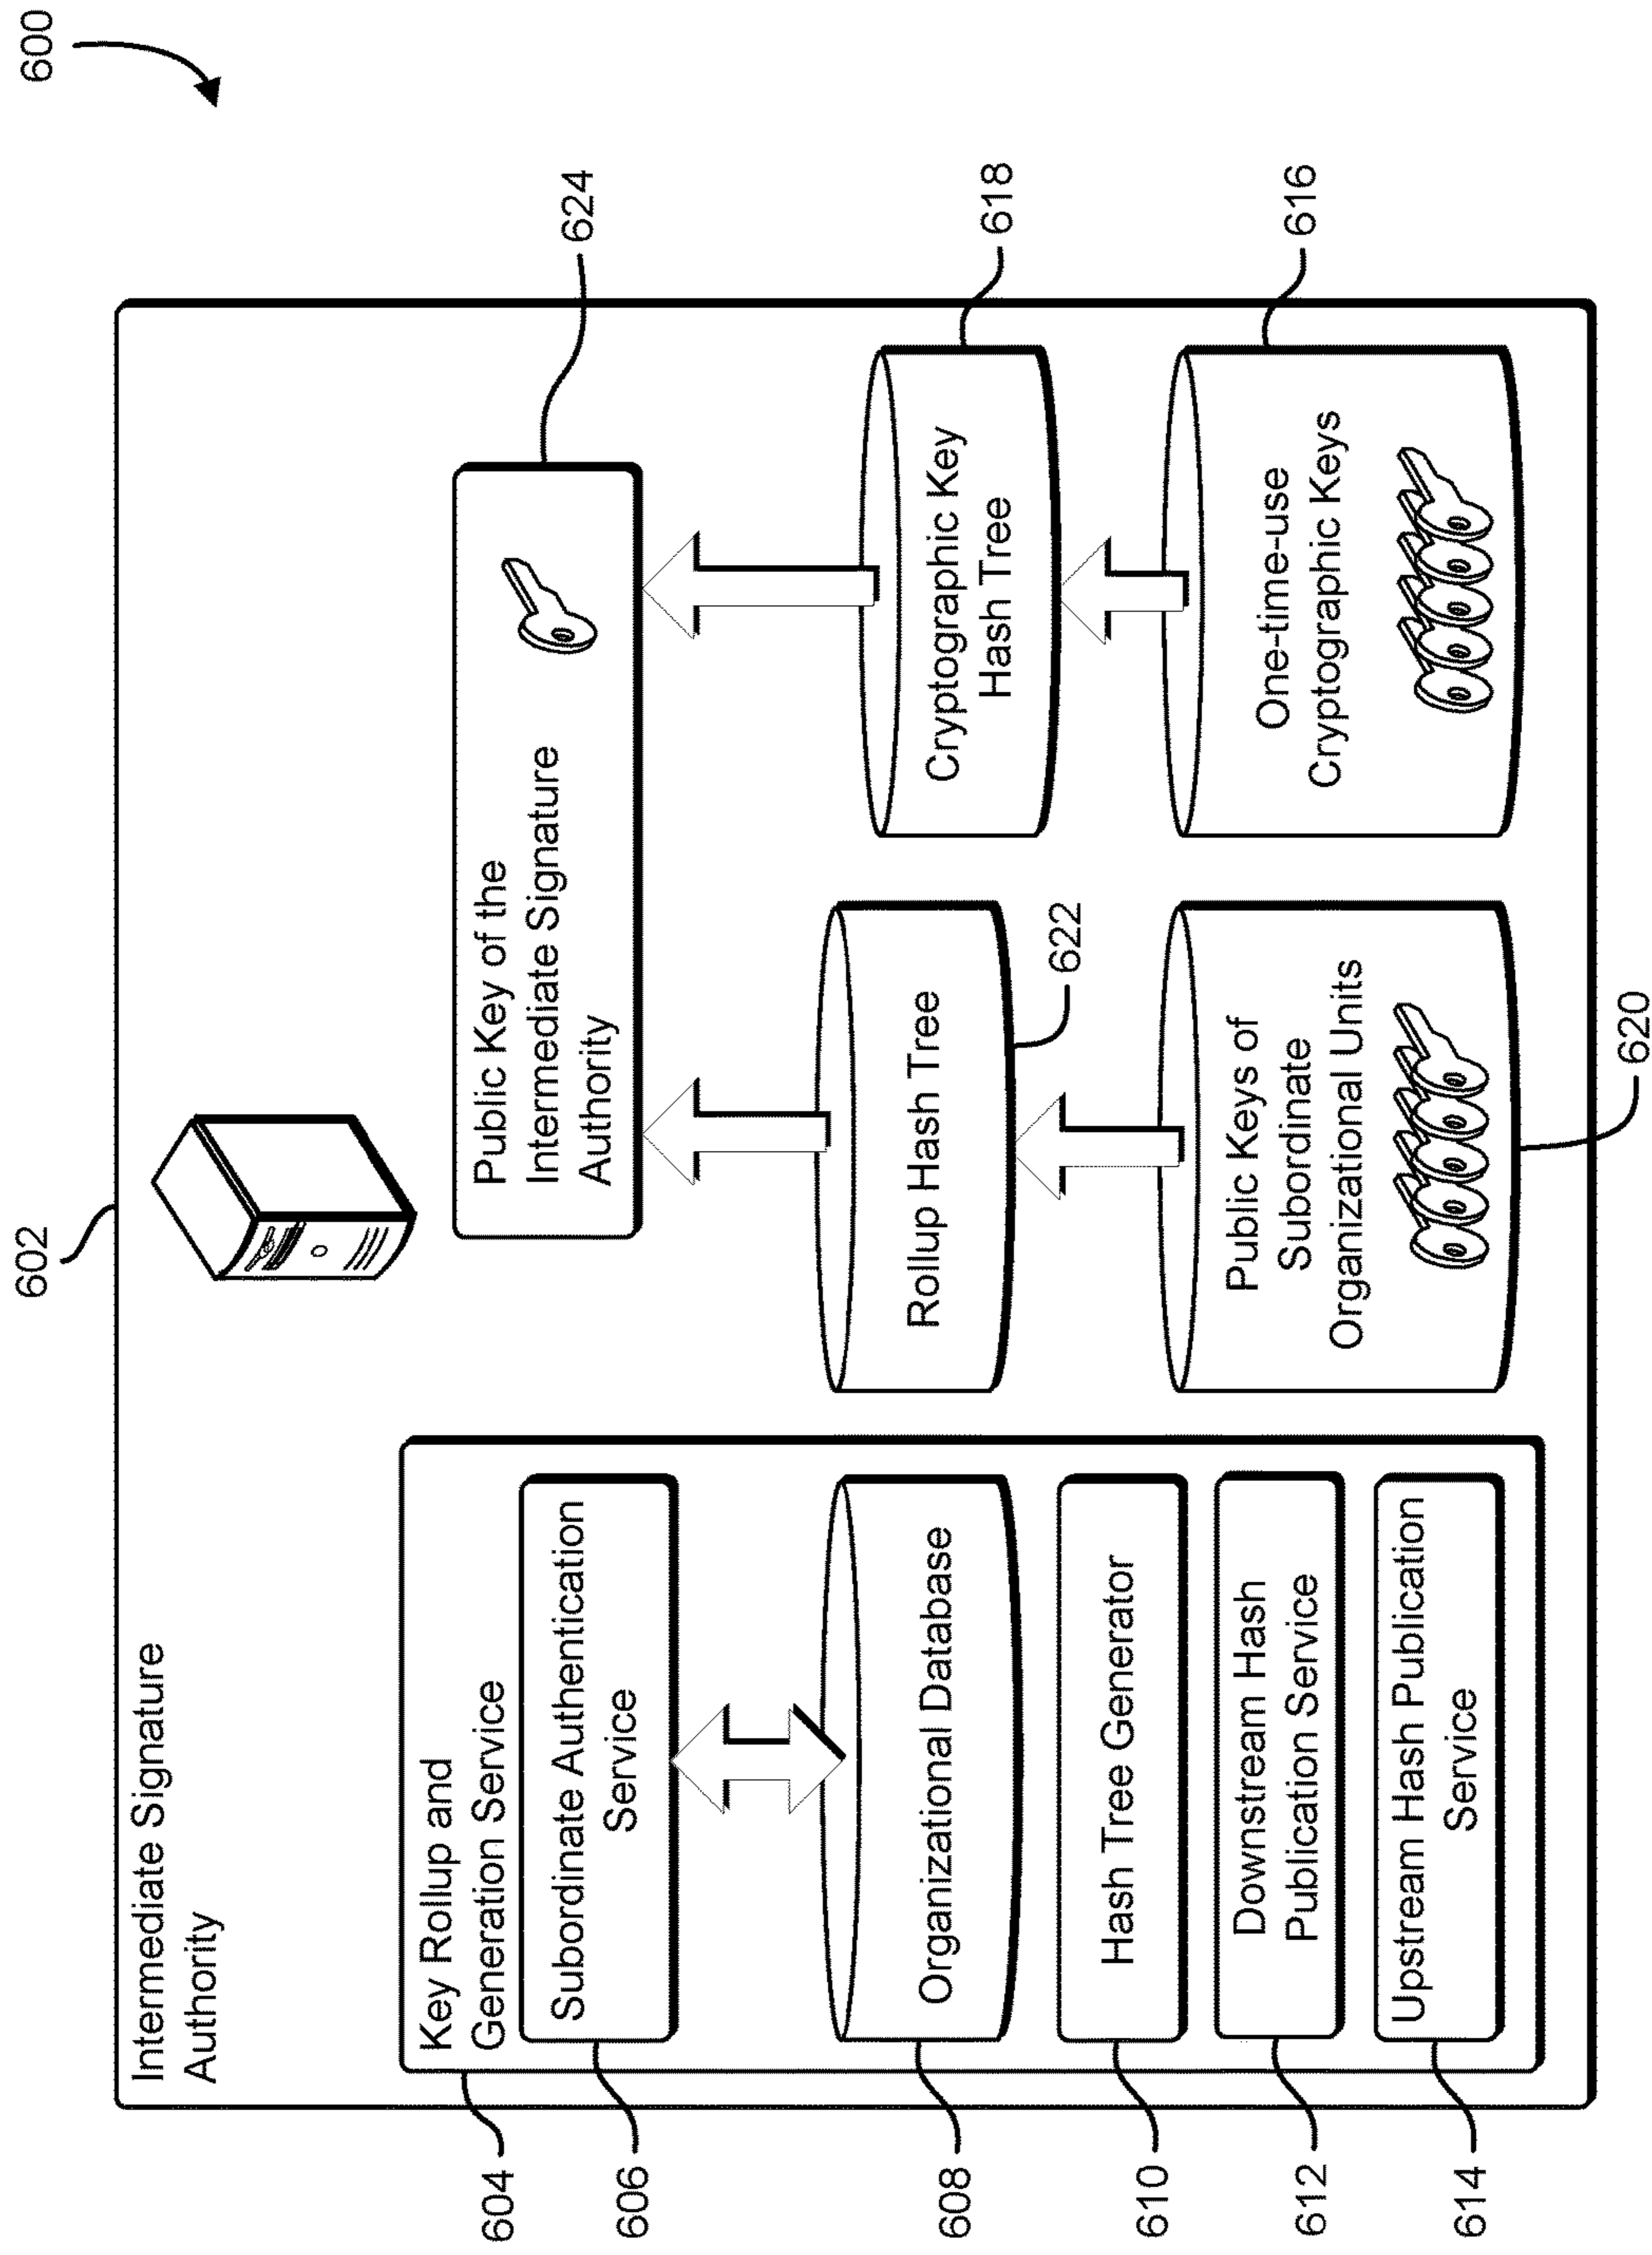 600
602
Intermediate Signature
Authority
604
Key Rollup and
Generation Service
606
Subordinate Authentication
Service
608
Organizational Database
610
Hash Tree Generator
612
Downstream Hash
Publication Service
614
Upstream Hash Publication
Service
Public Key of the
Intermediate Signature
Authority
624
Rollup Hash Tree
622
Cryptographic Key
Hash Tree
618
Public Keys of
Subordinate
Organizational Units
620
One-time-use
Cryptographic Keys
616